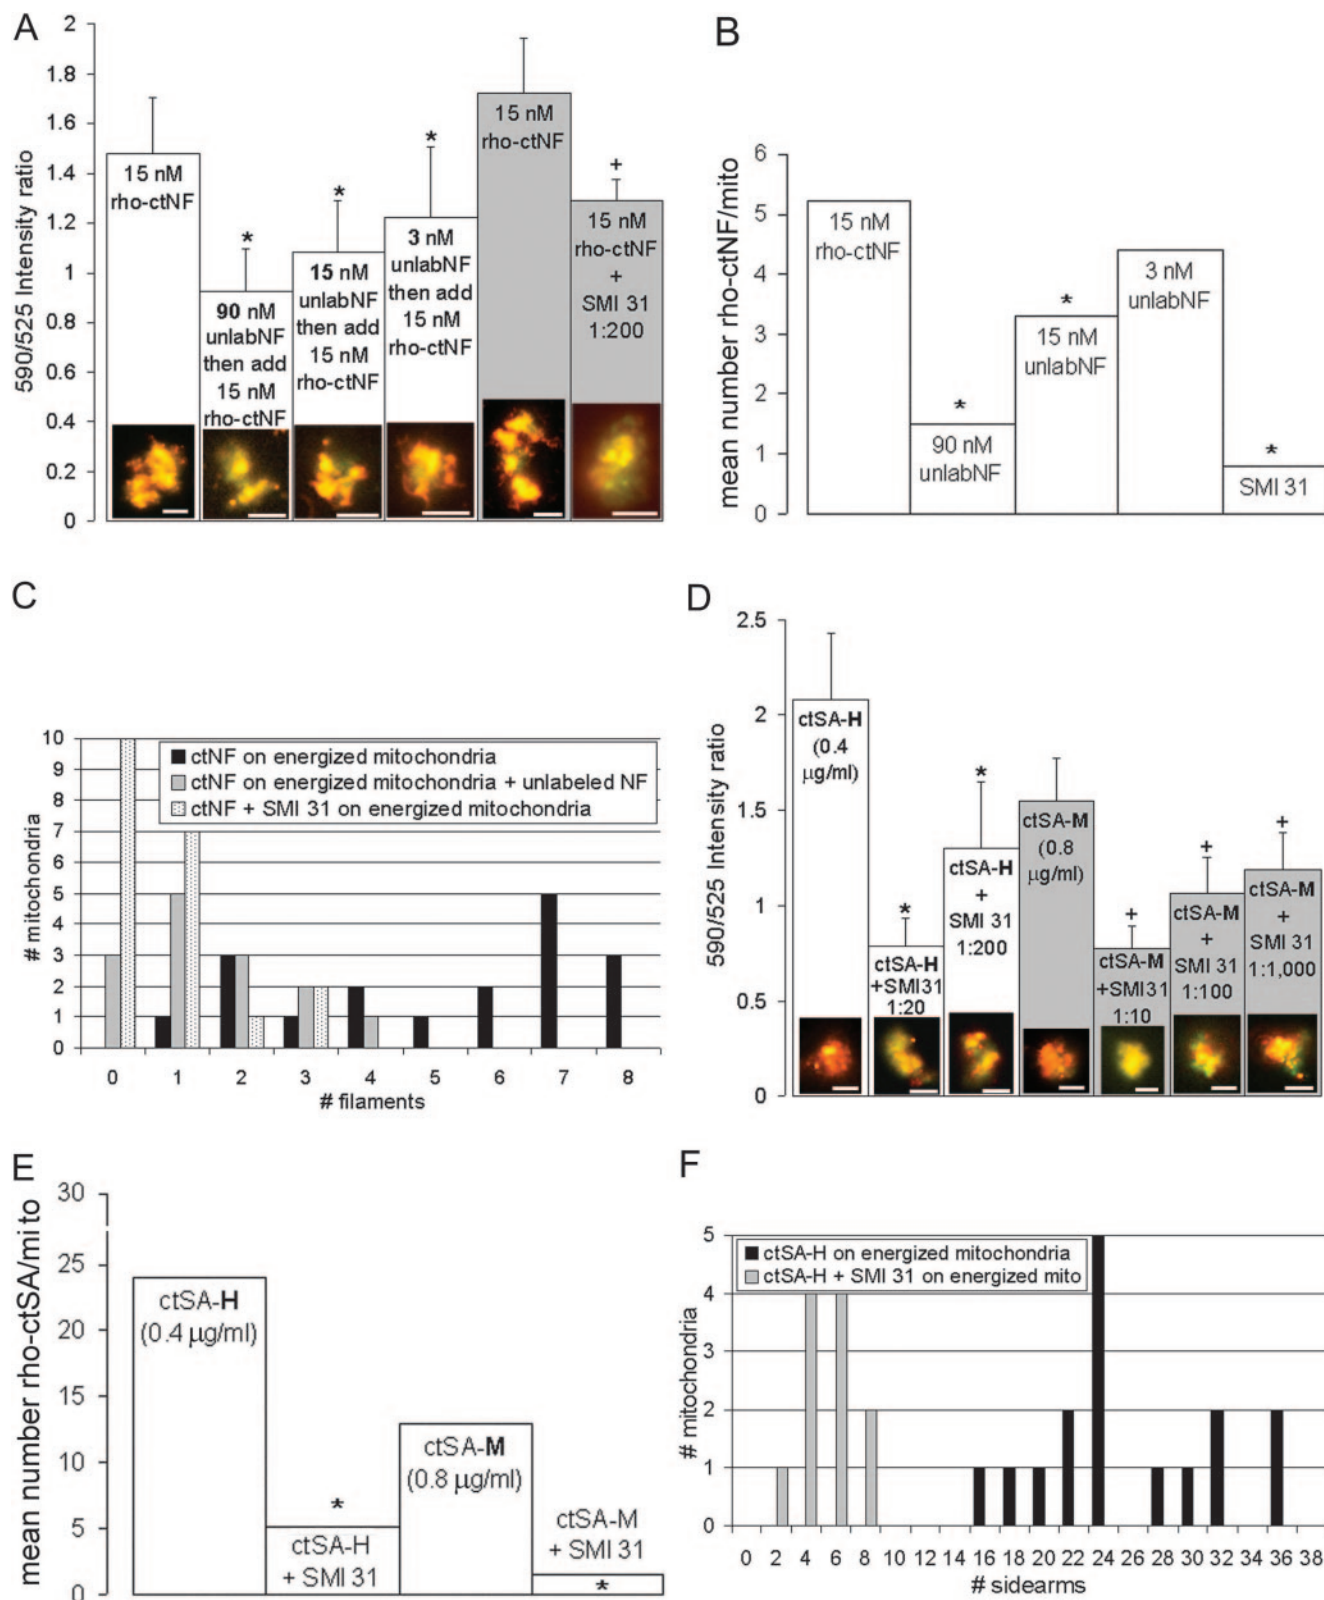 A
590/525 Intensity ratio
2
1.8
1.6
1.4
1.2
1
0.8
0.6
0.4
0.2
0
15 nM
rho-ctNF
*
90 nM
unlabNF
then add
15 nM
rho-ctNF
*
15 nM
unlabNF
then add
15 nM
rho-ctNF
*
3 nM
unlabNF
then add
15 nM
rho-ctNF
15 nM
rho-ctNF
+
15 nM
rho-ctNF
+
SMI 31
1:200
B
mean number rho-ctNF/mito
6
5
4
3
2
1
0
15 nM
rho-ctNF
*
90 nM
unlabNF
*
15 nM
unlabNF
3 nM
unlabNF
*
SMI 31
C
# mitochondria
10
9
8
7
6
5
4
3
2
1
0
ctNF on energized mitochondria
ctNF on energized mitochondria + unlabeled NF
ctNF + SMI 31 on energized mitochondria
0 1 2 3 4 5 6 7 8
# filaments
D
590/525 Intensity ratio
2.5
2
1.5
1
0.5
0
ctSA-H
(0.4
µg/ml)
*
ctSA-H
+SMI31
1:20
*
ctSA-H
+
SMI 31
1:200
ctSA-M
(0.8
µg/ml)
+
ctSA-M
+SMI31
1:10
+
ctSA-M
+
SMI 31
1:100
+
ctSA-M
+
SMI 31
1:1,000
E
mean number rho-ctSA/mito
30
25
20
15
10
5
0
ctSA-H
(0.4 µg/ml)
*
ctSA-H
+ SMI 31
ctSA-M
(0.8 µg/ml)
ctSA-M
+ SMI 31
*
F
# mitochondria
5
4
3
2
1
0
ctSA-H on energized mitochondria
ctSA-H + SMI 31 on energized mito
0 2 4 6 8 10 12 14 16 18 20 22 24 26 28 30 32 34 36 38
# sidearms